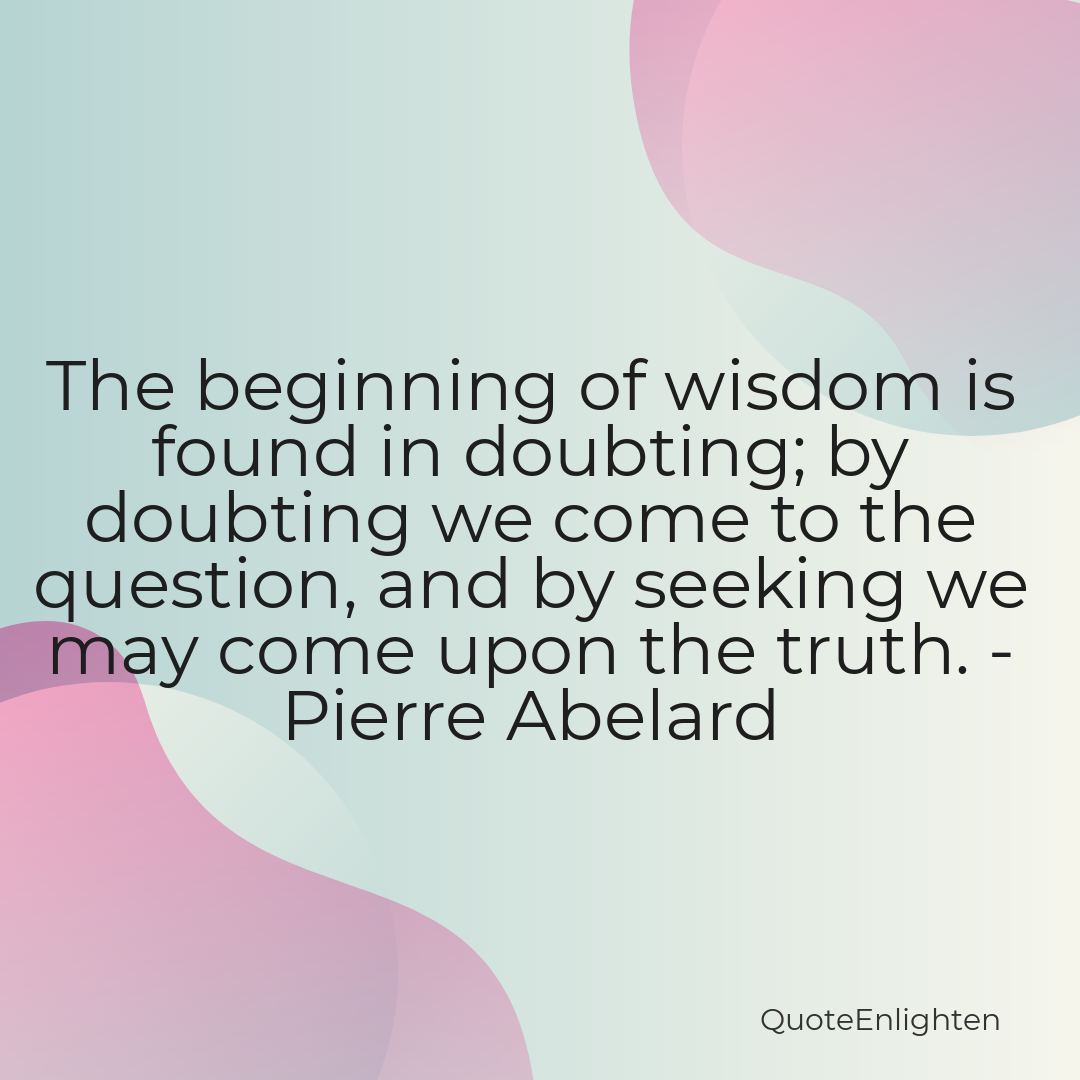 The beginning of wisdom is
found in doubting; by
doubting we come to the
question, and by seeking we
may come upon the truth. -
Pierre Abelard
QuoteEnlighten